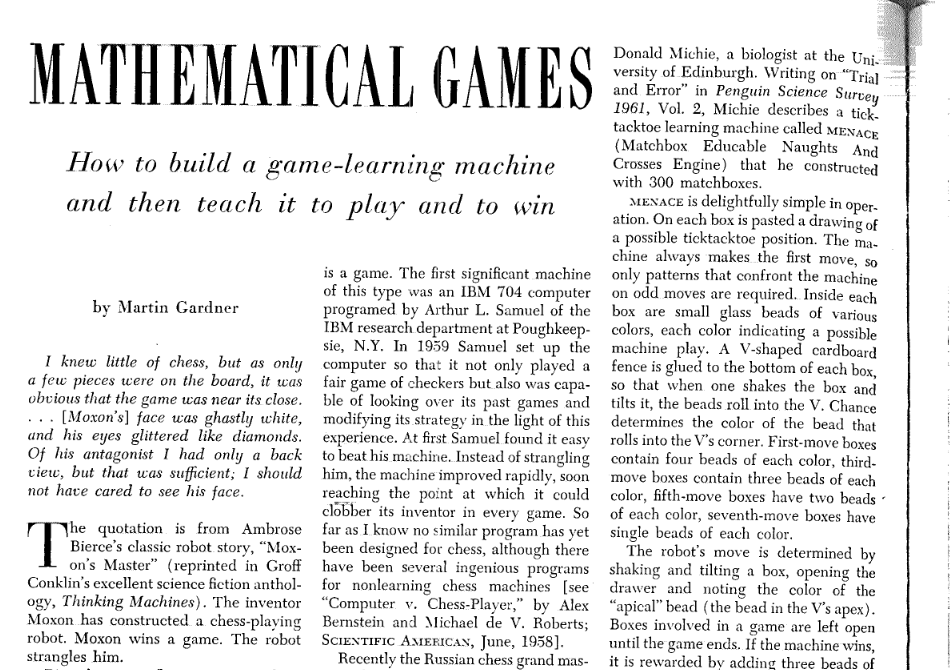 MATHEMATICAL GAMES
How to build a game-learning machine
and then teach it to play and to win
by Martin Gardner
I knew little of chess, but as only
a few pieces were on the board, it was
obvious that the game was near its close.
. . . [Moxon's] face was ghastly white,
and his eyes glittered like diamonds.
Of his antagonist I had only a back
view, but that was sufficient; I should
not have cared to see his face.
The quotation is from Ambrose
Bierce's classic robot story, "Mox-
on's Master" (reprinted in Groff
Conklin's excellent science fiction anthol-
ogy, Thinking Machines). The inventor
Moxon has constructed a chess-playing
robot. Moxon wins a game. The robot
strangles him.
is a game. The first significant machine
of this type was an IBM 704 computer
programed by Arthur L. Samuel of the
IBM research department at Poughkeep-
sie, N.Y. In 1959 Samuel set up the
computer so that it not only played a
fair game of checkers but also was capa-
ble of looking over its past games and
modifying its strategy in the light of this
experience. At first Samuel found it easy
to beat his machine. Instead of strangling
him, the machine improved rapidly, soon
reaching the point at which it could
clobber its inventor in every game. So
far as I know no similar program has yet
been designed for chess, although there
have been several ingenious programs
for nonlearning chess machines [see
"Computer v. Chess-Player," by Alex
Bernstein and Michael de V. Roberts;
SCIENTIFIC AMERICAN, June, 1958].
Recently the Russian chess grand mas-
Donald Michie, a biologist at the Uni-
versity of Edinburgh. Writing on "Trial
and Error" in Penguin Science Survey
1961, Vol. 2, Michie describes a tick-
tacktoe learning machine called MENACE
(Matchbox Educable Naughts And
Crosses Engine) that he constructed
with 300 matchboxes.
MENACE is delightfully simple in oper-
ation. On each box is pasted a drawing of
a possible ticktacktoe position. The ma-
chine always makes the first move, so
only patterns that confront the machine
on odd moves are required. Inside each
box are small glass beads of various
colors, each color indicating a possible
machine play. A V-shaped cardboard
fence is glued to the bottom of each box,
so that when one shakes the box and
tilts it, the beads roll into the V. Chance
determines the color of the bead that
rolls into the V's corner. First-move boxes
contain four beads of each color, third-
move boxes contain three beads of each
color, fifth-move boxes have two beads
of each color, seventh-move boxes have
single beads of each color.
The robot's move is determined by
shaking and tilting a box, opening the
drawer and noting the color of the
"apical" bead (the bead in the V's apex).
Boxes involved in a game are left open
until the game ends. If the machine wins,
it is rewarded by adding three beads of